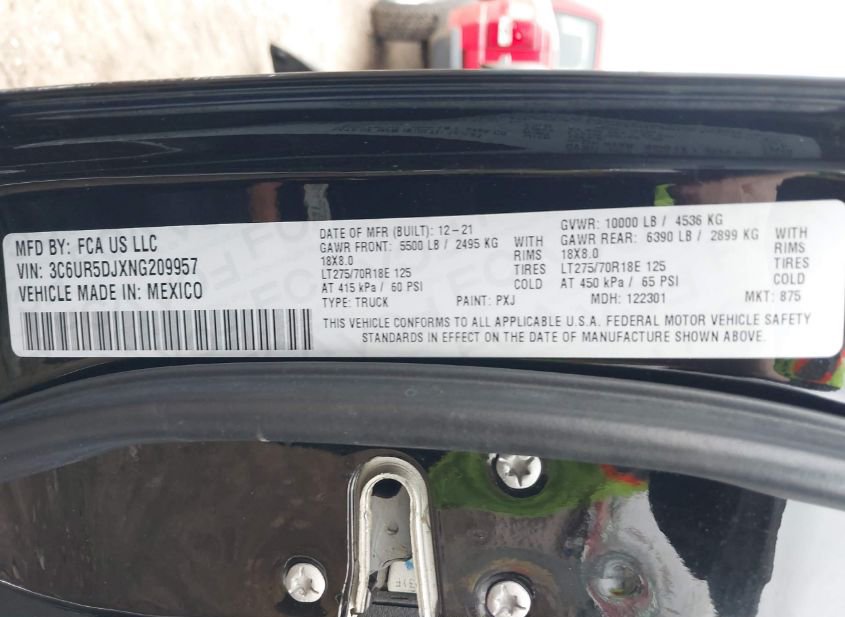 MFD BY: FCA US LLC
VIN: 3C6UR5DJXNG209957
VEHICLE MADE IN: MEXICO
DATE OF MFR (BUILT): 12-21
GAWR FRONT: 5500 LB / 2495 KG WITH
18X8.0 RIMS
LT275/70R18E 125 TIRES
AT 415 kPa / 60 PSI COLD
TYPE: TRUCK PAINT: PXJ
GVWR: 10000 LB / 4536 KG
GAWR REAR: 6390 LB / 2899 KG WITH
18X8.0 RIMS
LT275/70R18E 125 TIRES
AT 450 kPa / 65 PSI COLD
MDH: 122301 MKT: 875
THIS VEHICLE CONFORMS TO ALL APPLICABLE U.S.A. FEDERAL MOTOR VEHICLE SAFETY
STANDARDS IN EFFECT ON THE DATE OF MANUFACTURE SHOWN ABOVE.